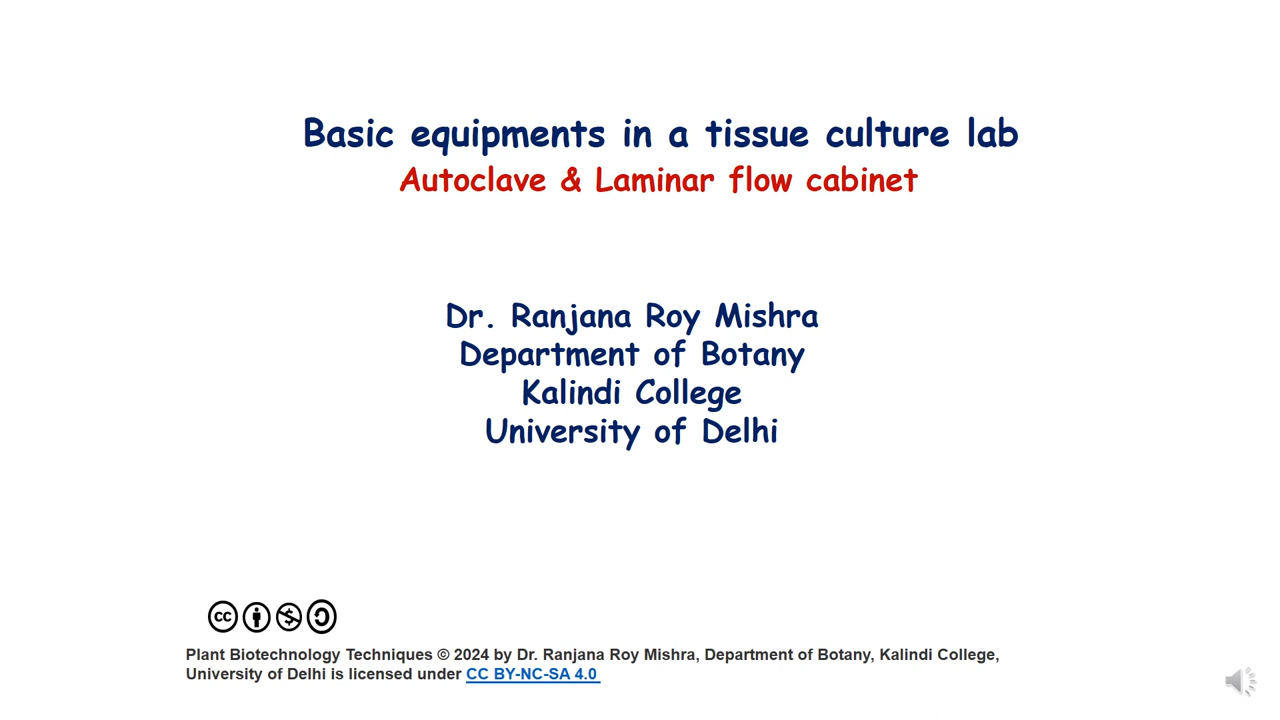 Basic equipments in a tissue culture lab
Autoclave & Laminar flow cabinet
Dr. Ranjana Roy Mishra
Department of Botany
Kalindi College
University of Delhi
Plant Biotechnology Techniques © 2024 by Dr. Ranjana Roy Mishra, Department of Botany, Kalindi College,
University of Delhi is licensed under CC BY-NC-SA 4.0